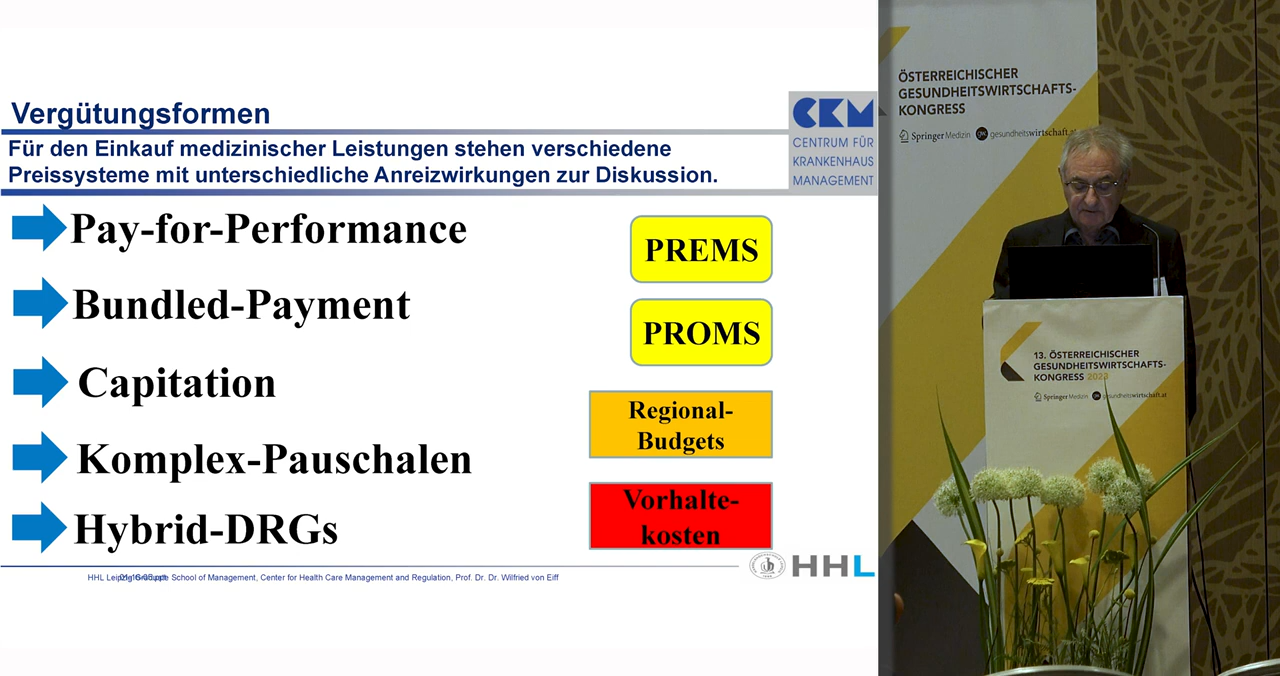 Vergütungsformen
Für den Einkauf medizinischer Leistungen stehen verschiedene
Preissysteme mit unterschiedliche Anreizwirkungen zur Diskussion.
CKM
CENTRUM FÜR
KRANKENHAUS
MANAGEMENT
Pay-for-Performance
Bundled-Payment
Capitation
Komplex-Pauschalen
Hybrid-DRGs
PREMS
PROMS
Regional-
Budgets
Vorhalte-
kosten
HHL Leipzig Graduate School of Management, Center for Health Care Management and Regulation, Prof. Dr. Dr. Wilfried von Eiff
HHL
ÖSTERREICHISCHER
GESUNDHEITSWIRTSCHAFTS-
KONGRESS
Springer Medizin gesundheitswirtschaft.at
13. ÖSTERREICHISCHER
GESUNDHEITSWIRTSCHAFTS-
KONGRESS 2023
Springer Medizin gesundheitswirtschaft.at